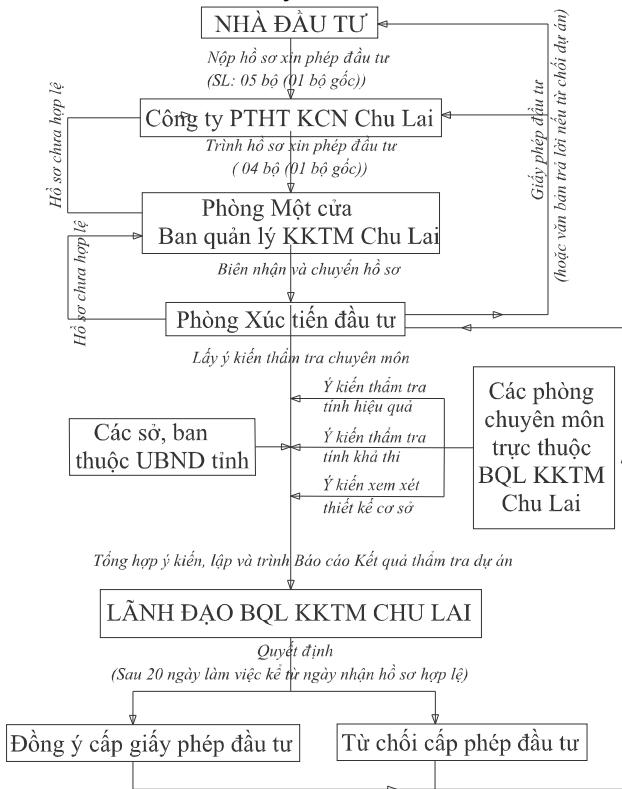 NHÀ ĐẦU TƯ
Nộp hồ sơ xin phép đầu tư
(SL: 05 bộ (01 bộ gốc))
Công ty PTHT KCN Chu Lai
Trình hồ sơ xin phép đầu tư
( 04 bộ (01 bộ gốc))
Hồ sơ chưa hợp lệ
Giấy phép đầu tư
(hoặc văn bản trả lời nếu từ chối dự án)
Phòng Một cửa
Ban quản lý KKTM Chu Lai
Biên nhận và chuyển hồ sơ
Hồ sơ chưa hợp lệ
Phòng Xúc tiến đầu tư
Lấy ý kiến thẩm tra chuyên môn
Ý kiến thẩm tra
tính hiệu quả
Các sở, ban
thuộc UBND tỉnh
Ý kiến thẩm tra
tính khả thi
Ý kiến xem xét
thiết kế cơ sở
Các phòng
chuyên môn
trực thuộc
BQL KKTM
Chu Lai
Tổng hợp ý kiến, lập và trình Báo cáo Kết quả thẩm tra dự án
LÃNH ĐẠO BQL KKTM CHU LAI
Quyết định
(Sau 20 ngày làm việc kể từ ngày nhận hồ sơ hợp lệ)
Đồng ý cấp giấy phép đầu tư
Từ chối cấp phép đầu tư